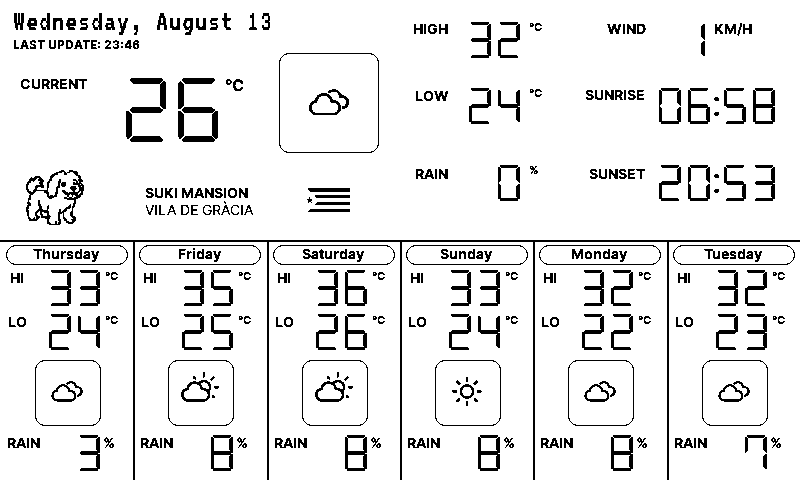 Wednesday, August 13
LAST UPDATE: 23:46
CURRENT 26 °C
SUKI MANSION
VILA DE GRÀCIA
HIGH 32 °C
LOW 24 °C
RAIN 0 %
WIND 1 KM/H
SUNRISE 06:58
SUNSET 20:53
Thursday
HI 33 °C
LO 24 °C
RAIN 3 %
Friday
HI 35 °C
LO 25 °C
RAIN 8 %
Saturday
HI 36 °C
LO 26 °C
RAIN 8 %
Sunday
HI 33 °C
LO 24 °C
RAIN 8 %
Monday
HI 32 °C
LO 22 °C
RAIN 8 %
Tuesday
HI 32 °C
LO 23 °C
RAIN 7 %